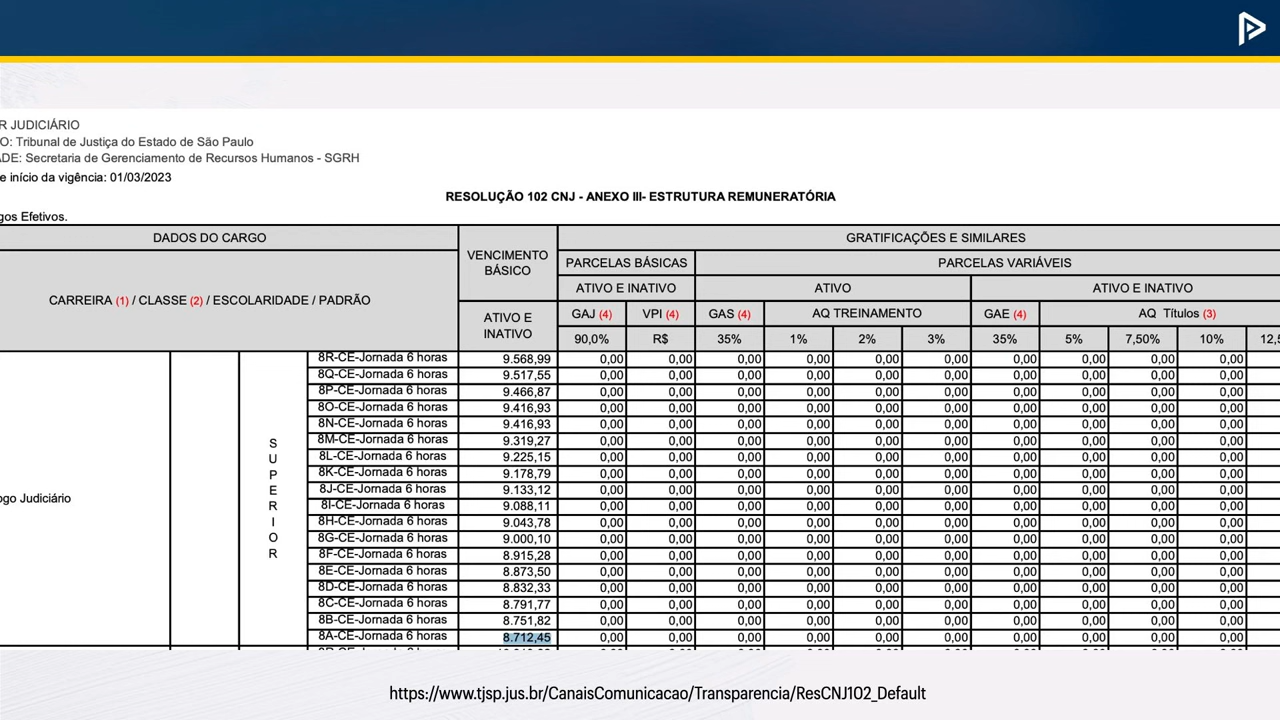 R JUDICIÁRIO
O: Tribunal de Justiça do Estado de São Paulo
ADE: Secretaria de Gerenciamento de Recursos Humanos - SGRH
e início da vigência: 01/03/2023
RESOLUÇÃO 102 CNJ - ANEXO III- ESTRUTURA REMUNERATÓRIA
gos Efetivos.
DADOS DO CARGO
VENCIMENTO BÁSICO
GRATIFICAÇÕES E SIMILARES
PARCELAS BÁSICAS PARCELAS VARIÁVEIS
CARREIRA (1) / CLASSE (2) / ESCOLARIDADE / PADRÃO
ATIVO E INATIVO
ATIVO E INATIVO ATIVO ATIVO E INATIVO
GAJ (4) VPI (4) GAS (4) AQ TREINAMENTO GAE (4) AQ Títulos (3)
90,0% R$ 35% 1% 2% 3% 35% 5% 7,50% 10% 12,5
ogo Judiciário
SUPERIOR
8R-CE-Jornada 6 horas 9.568,99 0,00 0,00 0,00 0,00 0,00 0,00 0,00 0,00 0,00 0,00
8Q-CE-Jornada 6 horas 9.517,55 0,00 0,00 0,00 0,00 0,00 0,00 0,00 0,00 0,00 0,00
8P-CE-Jornada 6 horas 9.466,87 0,00 0,00 0,00 0,00 0,00 0,00 0,00 0,00 0,00 0,00
8O-CE-Jornada 6 horas 9.416,93 0,00 0,00 0,00 0,00 0,00 0,00 0,00 0,00 0,00 0,00
8N-CE-Jornada 6 horas 9.416,93 0,00 0,00 0,00 0,00 0,00 0,00 0,00 0,00 0,00 0,00
8M-CE-Jornada 6 horas 9.319,27 0,00 0,00 0,00 0,00 0,00 0,00 0,00 0,00 0,00 0,00
8L-CE-Jornada 6 horas 9.225,15 0,00 0,00 0,00 0,00 0,00 0,00 0,00 0,00 0,00 0,00
8K-CE-Jornada 6 horas 9.178,79 0,00 0,00 0,00 0,00 0,00 0,00 0,00 0,00 0,00 0,00
8J-CE-Jornada 6 horas 9.133,12 0,00 0,00 0,00 0,00 0,00 0,00 0,00 0,00 0,00 0,00
8I-CE-Jornada 6 horas 9.088,11 0,00 0,00 0,00 0,00 0,00 0,00 0,00 0,00 0,00 0,00
8H-CE-Jornada 6 horas 9.043,78 0,00 0,00 0,00 0,00 0,00 0,00 0,00 0,00 0,00 0,00
8G-CE-Jornada 6 horas 9.000,10 0,00 0,00 0,00 0,00 0,00 0,00 0,00 0,00 0,00 0,00
8F-CE-Jornada 6 horas 8.915,28 0,00 0,00 0,00 0,00 0,00 0,00 0,00 0,00 0,00 0,00
8E-CE-Jornada 6 horas 8.873,50 0,00 0,00 0,00 0,00 0,00 0,00 0,00 0,00 0,00 0,00
8D-CE-Jornada 6 horas 8.832,33 0,00 0,00 0,00 0,00 0,00 0,00 0,00 0,00 0,00 0,00
8C-CE-Jornada 6 horas 8.791,77 0,00 0,00 0,00 0,00 0,00 0,00 0,00 0,00 0,00 0,00
8B-CE-Jornada 6 horas 8.751,82 0,00 0,00 0,00 0,00 0,00 0,00 0,00 0,00 0,00 0,00
8A-CE-Jornada 6 horas 8.712,45 0,00 0,00 0,00 0,00 0,00 0,00 0,00 0,00 0,00 0,00
https://www.tjsp.jus.br/CanaisComunicacao/Transparencia/ResCNJ102_Default